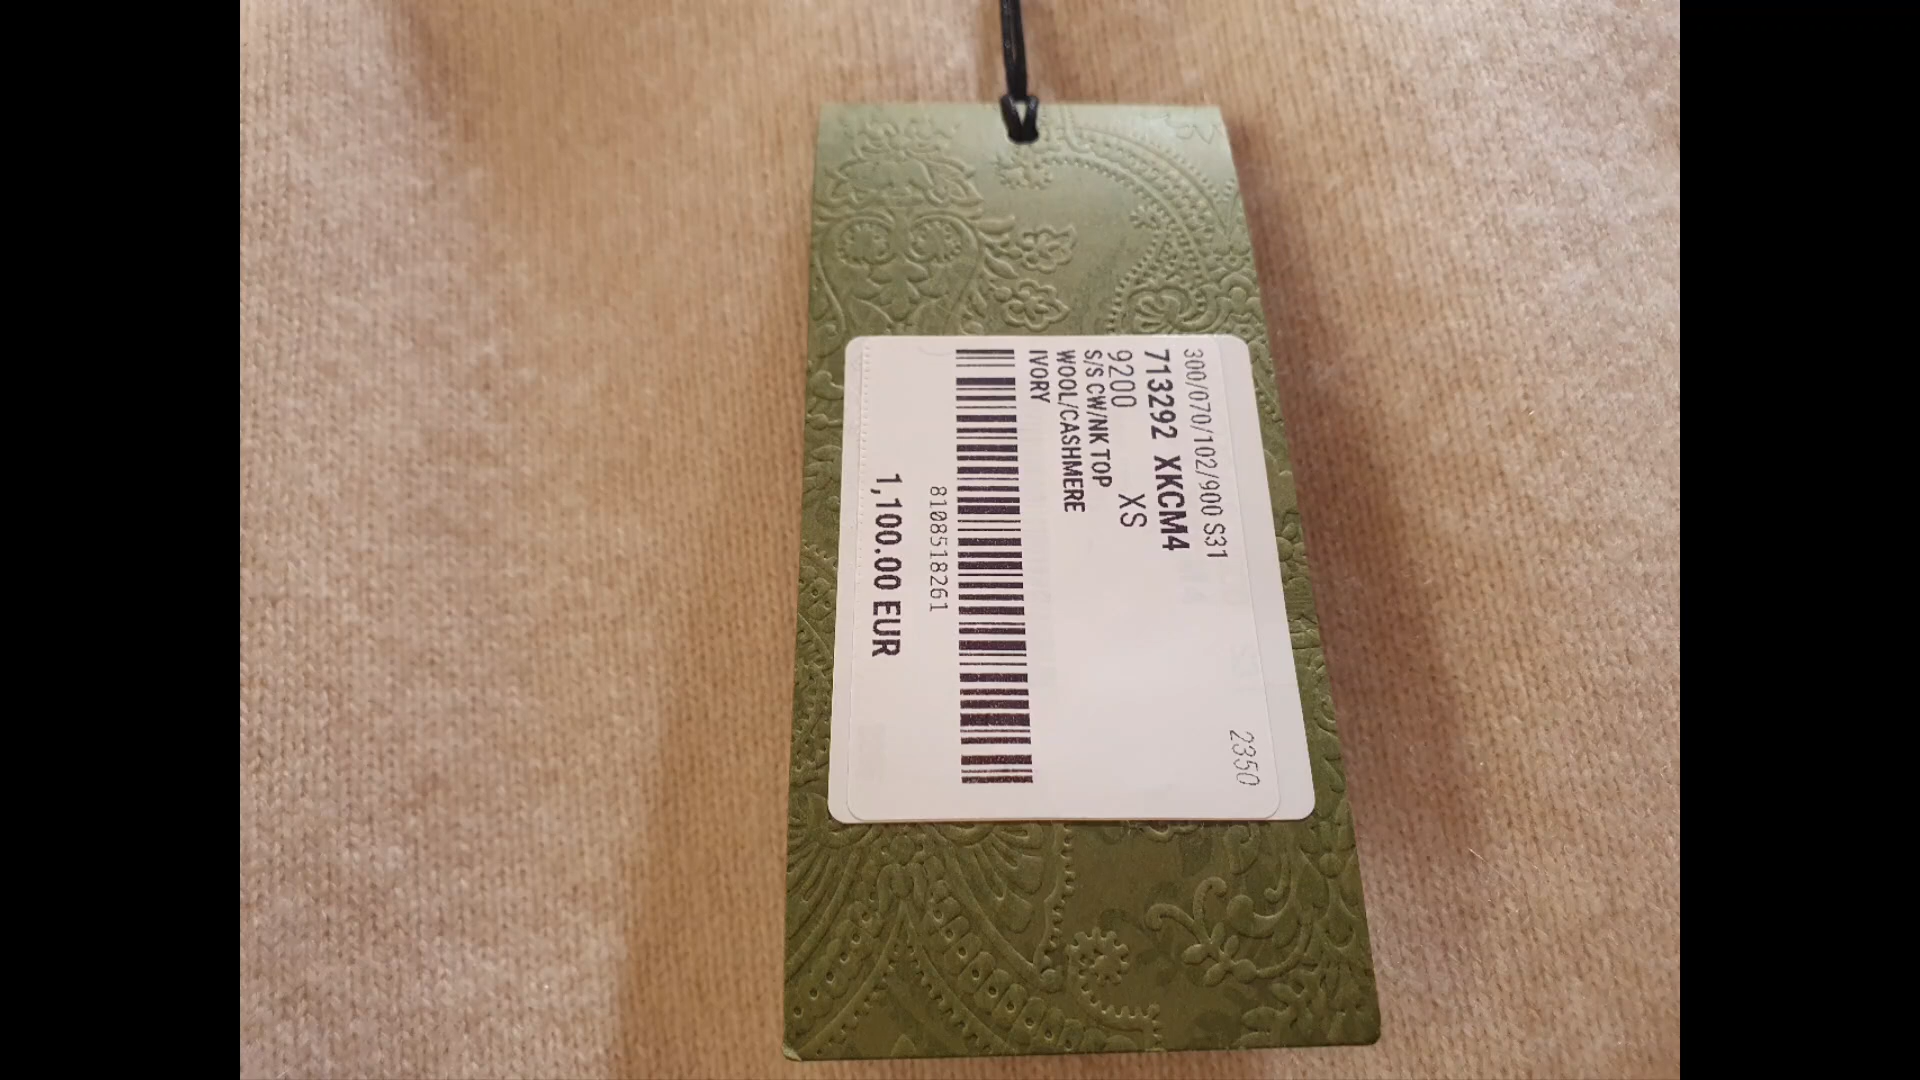 300/070/102/900 S31
2350
713292 XKCM4
9200 XS
S/S CW/NK TOP
WOOL/CASHMERE
IVORY
8108518261
1,100.00 EUR